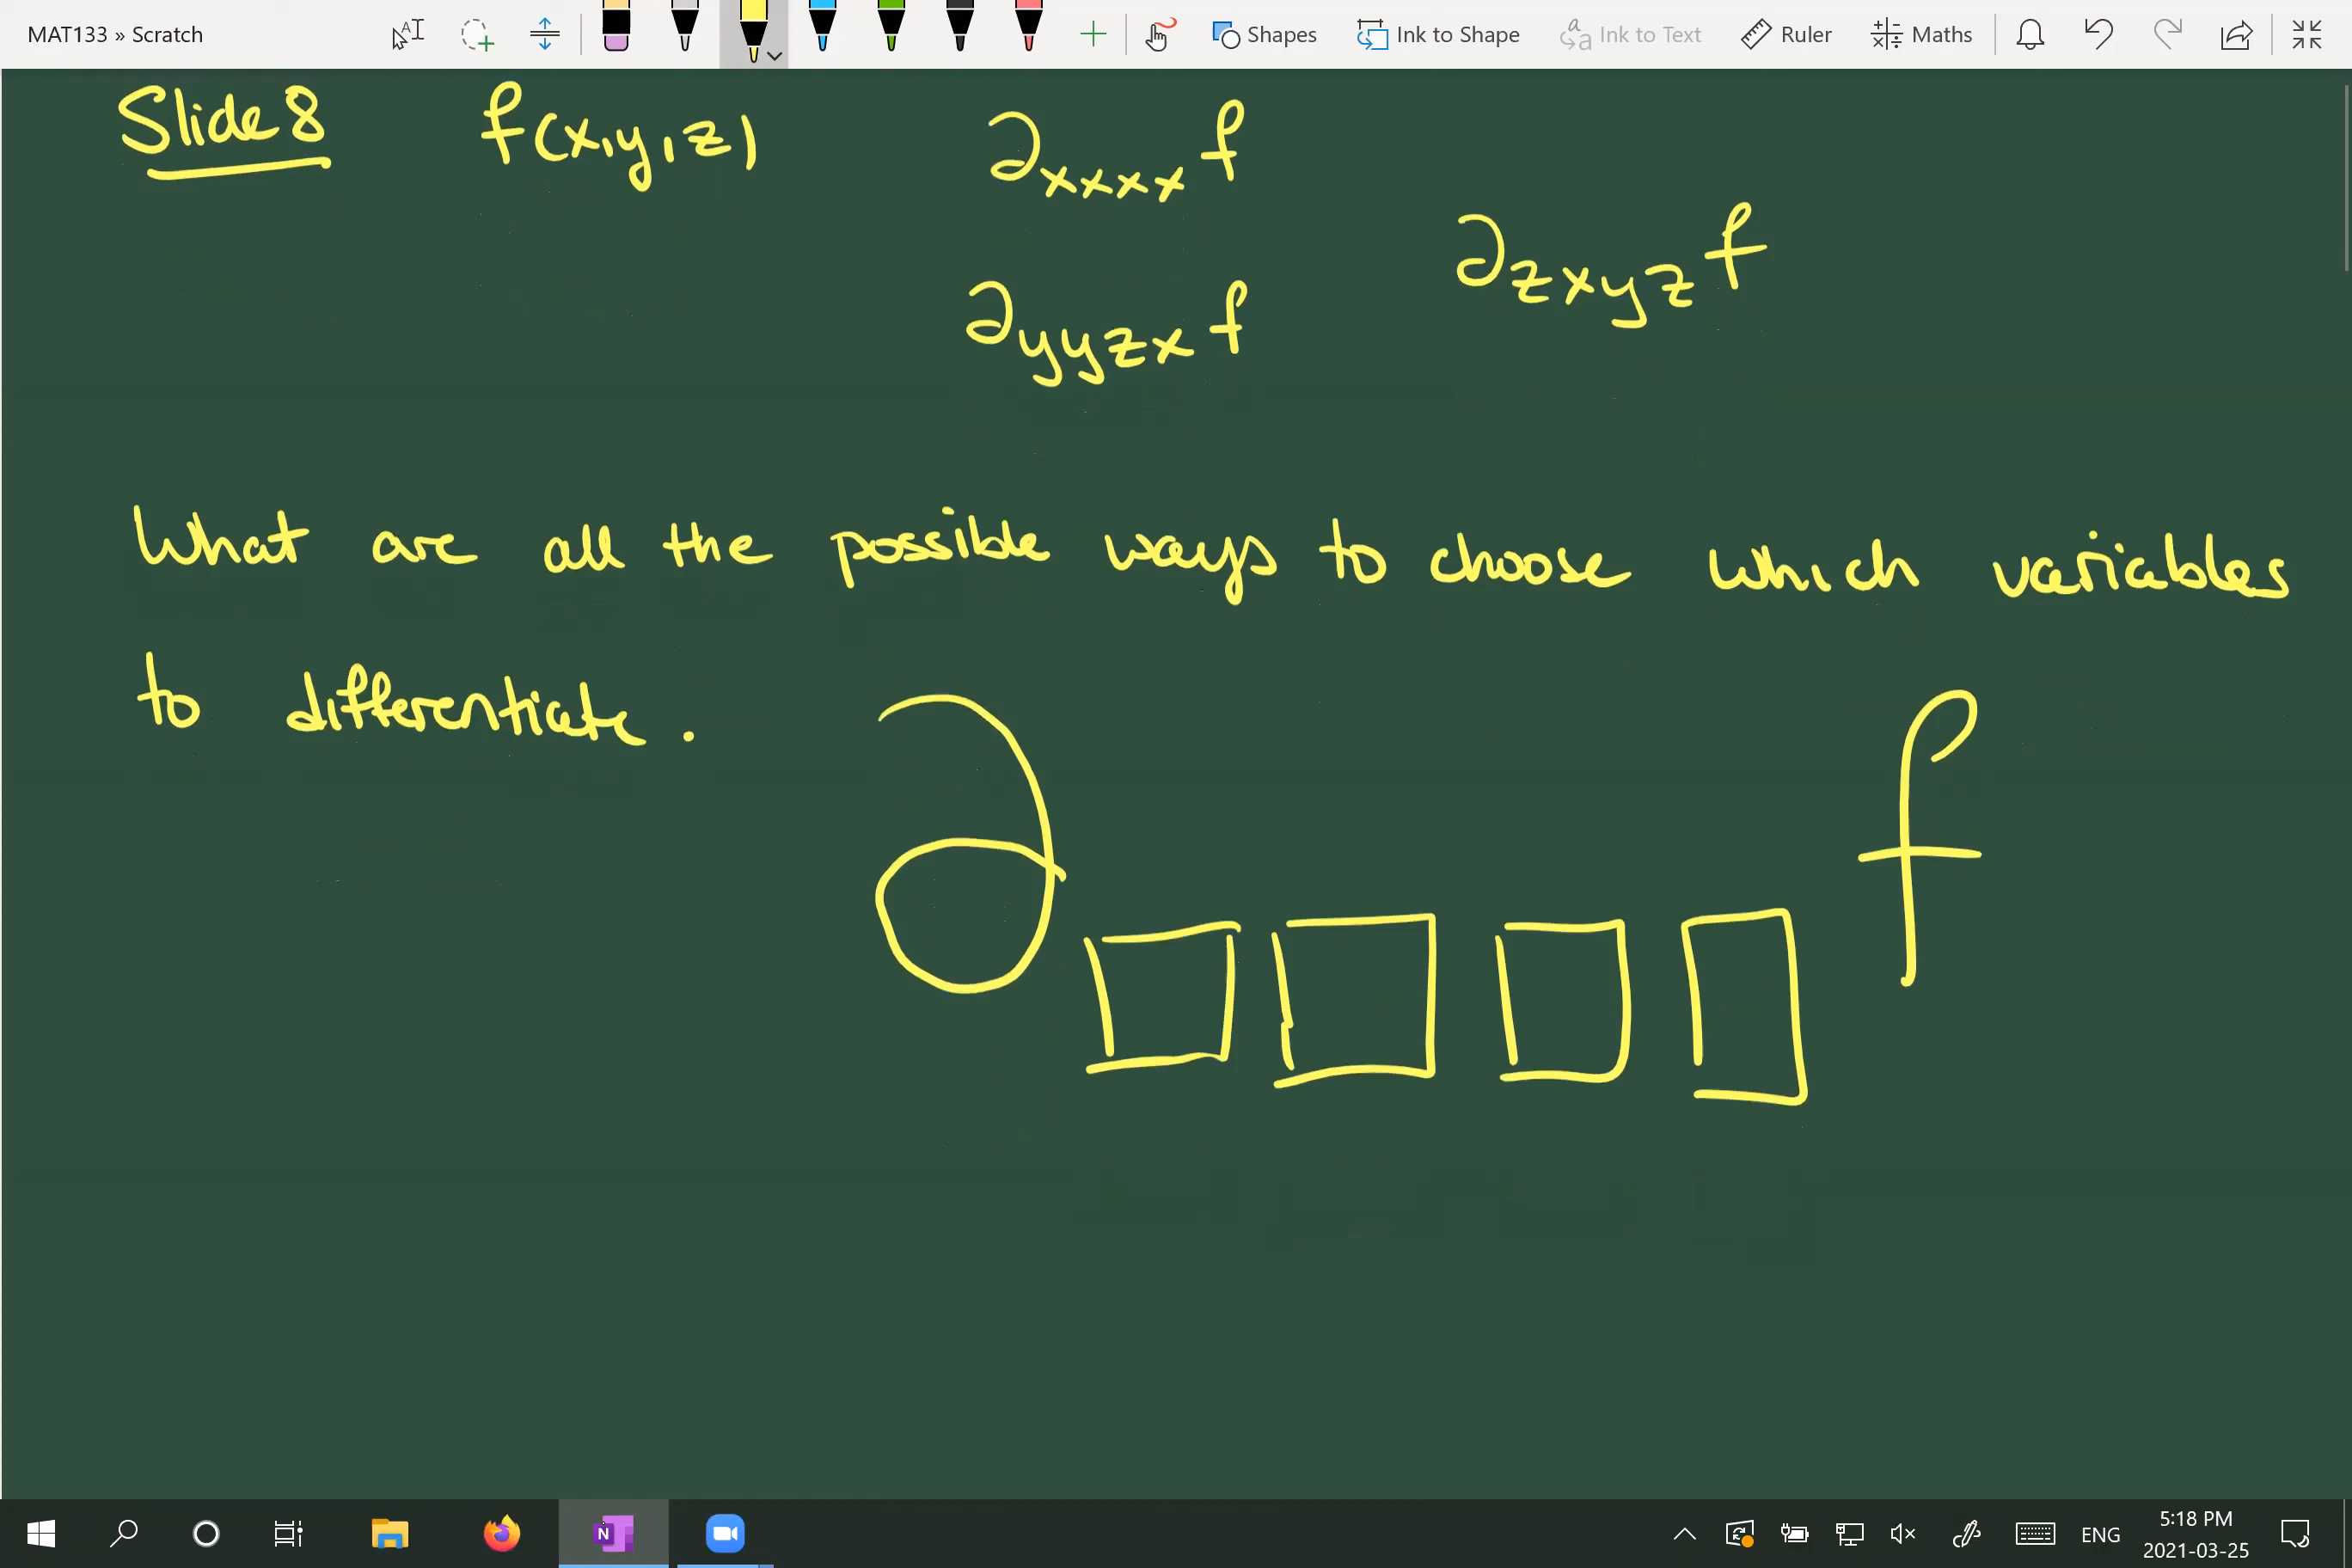 MAT133 » Scratch
Shapes
Ink to Shape
Ink to Text
Ruler
Maths
Slide 8 f(x,y,z) ∂ₓₓₓₓ f
∂_{zxyz} f
∂_{yyzx} f
What are all the possible ways to choose which variables
to differentiate. ∂ □ □ □ □ f
ENG
5:18 PM
2021-03-25